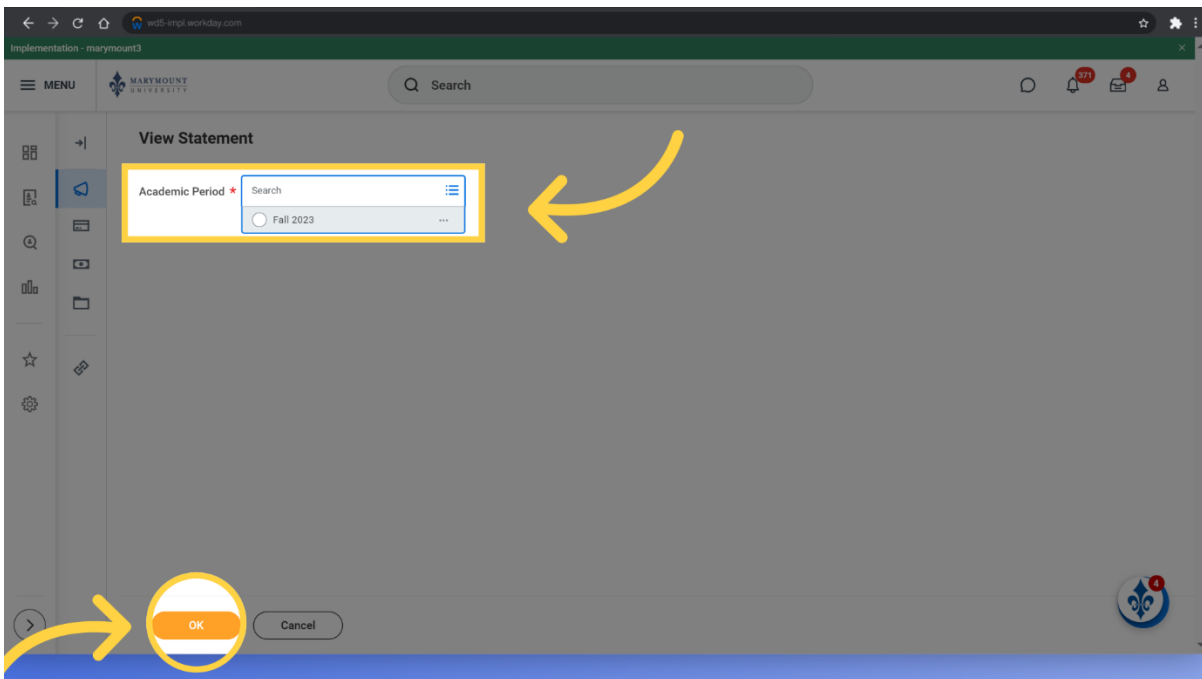 wd5-impl.workday.com
Implementation - marymount3
MENU
MARYMOUNT
UNIVERSITY
Search
371
4
View Statement
Academic Period *
Search
Fall 2023
4
OK
Cancel